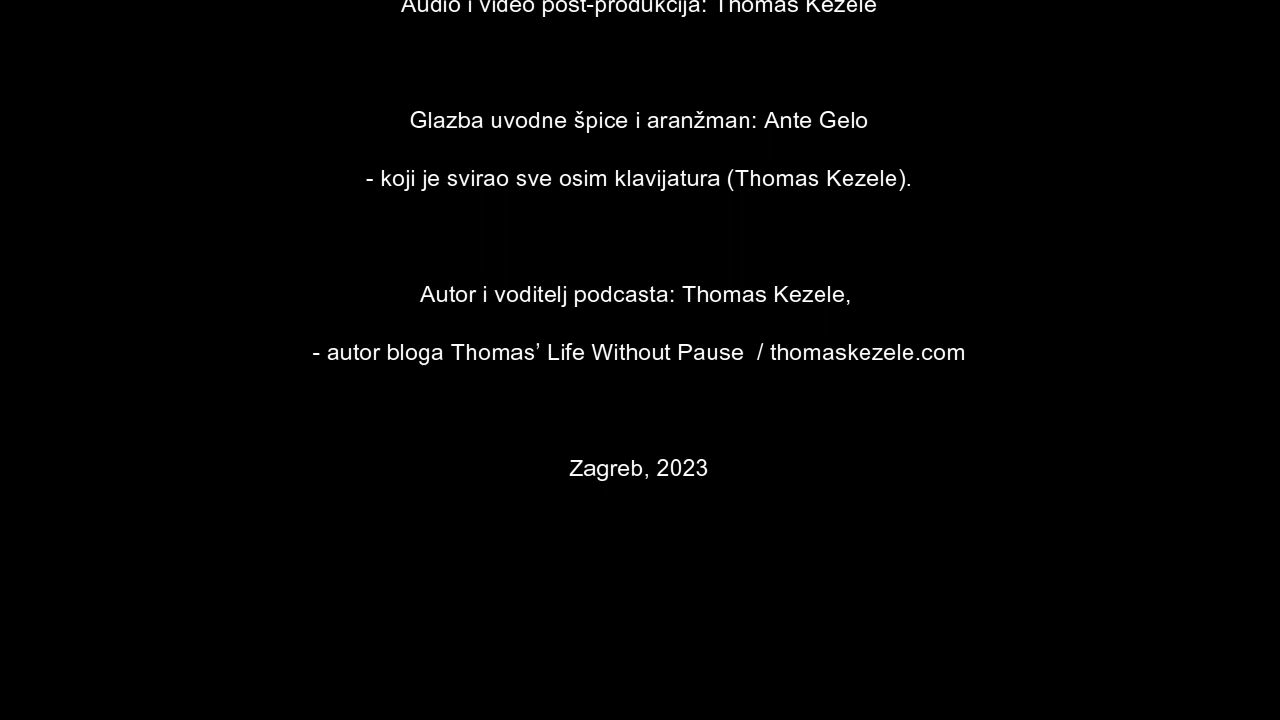 Audio i video post-produkcija: Thomas Kezele
Glazba uvodne špice i aranžman: Ante Gelo
- koji je svirao sve osim klavijatura (Thomas Kezele).
Autor i voditelj podcasta: Thomas Kezele,
- autor bloga Thomas’ Life Without Pause  / thomaskezele.com
Zagreb, 2023